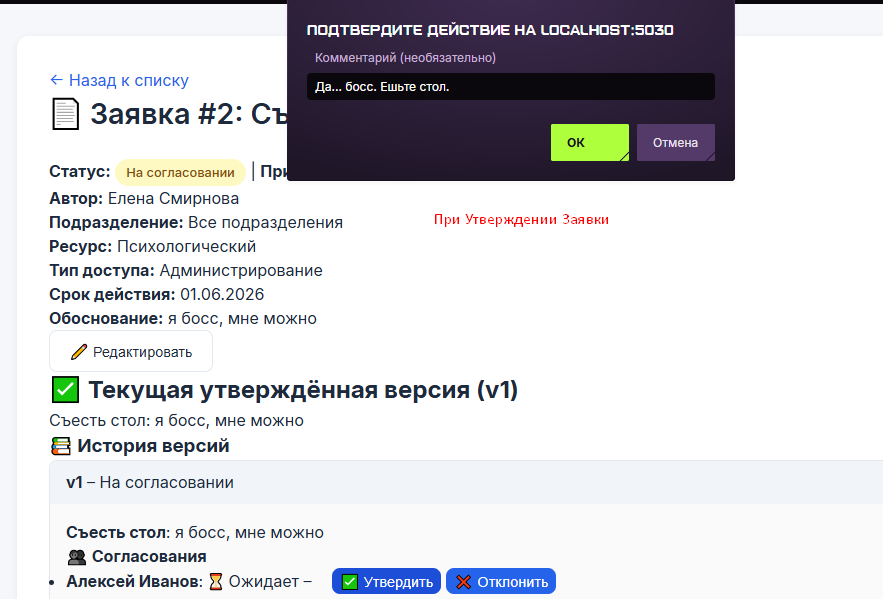 ПОДТВЕРДИТЕ ДЕЙСТВИЕ НА LOCALHOST:5030
Комментарий (необязательно)
Да... босс. Ешьте стол.
ОК
Отмена
← Назад к списку
Заявка #2: Съ
Статус: На согласовании | При
При Утверждении Заявки
Автор: Елена Смирнова
Подразделение: Все подразделения
Ресурс: Психологический
Тип доступа: Администрирование
Срок действия: 01.06.2026
Обоснование: я босс, мне можно
Редактировать
Текущая утверждённая версия (v1)
Съесть стол: я босс, мне можно
История версий
v1 – На согласовании
Съесть стол: я босс, мне можно
Согласования
• Алексей Иванов: Ожидает – Утвердить Отклонить